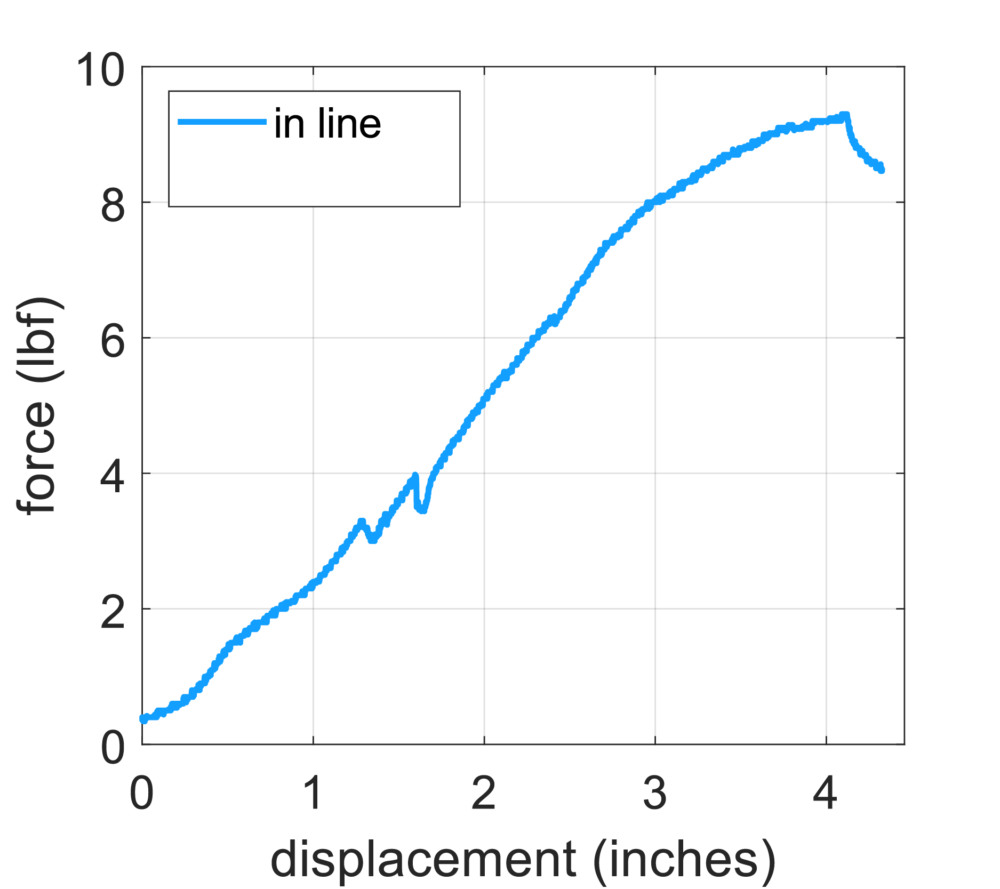 10
8
6
4
2
0
force (lbf)
in line
0 1 2 3 4
displacement (inches)